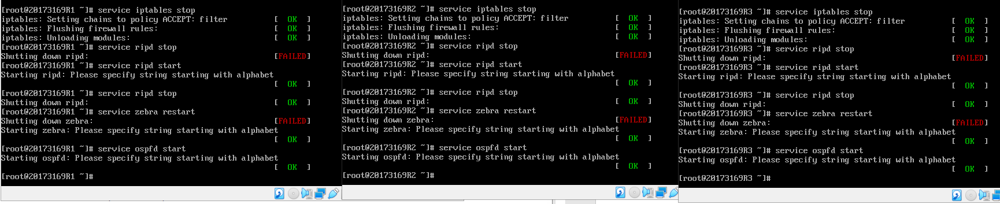 [root@20173169R1 ~]# service iptables stop
iptables: Setting chains to policy ACCEPT: filter [ OK ]
iptables: Flushing firewall rules: [ OK ]
iptables: Unloading modules: [ OK ]
[root@20173169R1 ~]# service ripd stop
Shutting down ripd: [FAILED]
[root@20173169R1 ~]# service ripd start
Starting ripd: Please specify string starting with alphabet
[ OK ]
[root@20173169R1 ~]# service ripd stop
Shutting down ripd: [ OK ]
[root@20173169R1 ~]# service zebra restart
Shutting down zebra: [FAILED]
Starting zebra: Please specify string starting with alphabet
[ OK ]
[root@20173169R1 ~]# service ospfd start
Starting ospfd: Please specify string starting with alphabet
[ OK ]
[root@20173169R1 ~]#
[root@20173169R2 ~]# service iptables stop
iptables: Setting chains to policy ACCEPT: filter [ OK ]
iptables: Flushing firewall rules: [ OK ]
iptables: Unloading modules: [ OK ]
[root@20173169R2 ~]# service ripd stop
Shutting down ripd: [FAILED]
[root@20173169R2 ~]# service ripd start
Starting ripd: Please specify string starting with alphabet
[ OK ]
[root@20173169R2 ~]# service ripd stop
Shutting down ripd: [ OK ]
[root@20173169R2 ~]# service zebra restart
Shutting down zebra: [FAILED]
Starting zebra: Please specify string starting with alphabet
[ OK ]
[root@20173169R2 ~]# service ospfd start
Starting ospfd: Please specify string starting with alphabet
[ OK ]
[root@20173169R2 ~]#
[root@20173169R3 ~]# service iptables stop
iptables: Setting chains to policy ACCEPT: filter [ OK ]
iptables: Flushing firewall rules: [ OK ]
iptables: Unloading modules: [ OK ]
[root@20173169R3 ~]# service ripd stop
Shutting down ripd: [FAILED]
[root@20173169R3 ~]# service ripd start
Starting ripd: Please specify string starting with alphabet
[ OK ]
[root@20173169R3 ~]# service ripd stop
Shutting down ripd: [ OK ]
[root@20173169R3 ~]# service zebra restart
Shutting down zebra: [FAILED]
Starting zebra: Please specify string starting with alphabet
[ OK ]
[root@20173169R3 ~]# service ospfd start
Starting ospfd: Please specify string starting with alphabet
[ OK ]
[root@20173169R3 ~]#